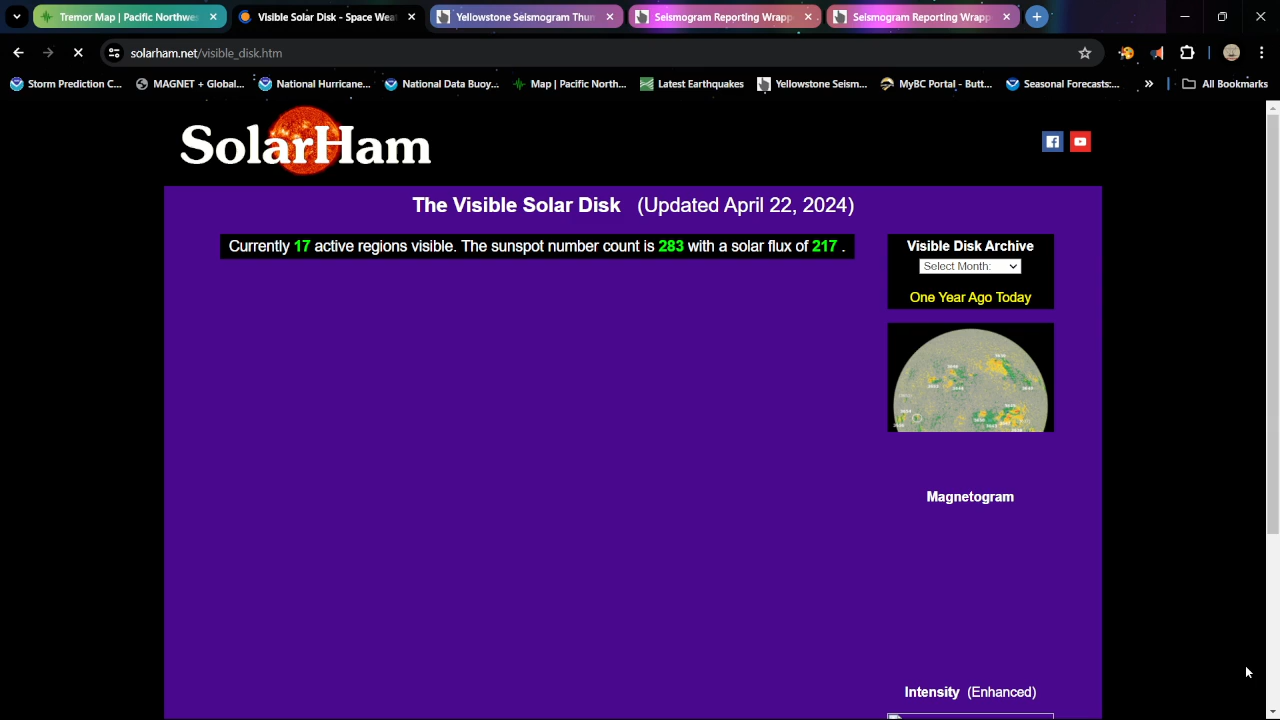 Tremor Map | Pacific Northwes
Visible Solar Disk - Space Wea
Yellowstone Seismogram Thun
Seismogram Reporting Wrapp
Seismogram Reporting Wrapp
solarham.net/visible_disk.htm
Storm Prediction C...
MAGNET + Global...
National Hurricane...
National Data Buoy...
Map | Pacific North...
Latest Earthquakes
Yellowstone Seism...
MyBC Portal - Butt...
Seasonal Forecasts:...
All Bookmarks
SolarHam
The Visible Solar Disk (Updated April 22, 2024)
Currently 17 active regions visible. The sunspot number count is 283 with a solar flux of 217 .
Visible Disk Archive
Select Month:
One Year Ago Today
Magnetogram
Intensity (Enhanced)